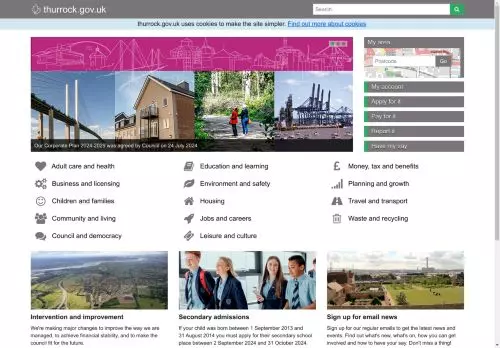 thurrock.gov.uk
Search
thurrock.gov.uk uses cookies to make the site simpler. Find out more about cookies
My area
Postcode
Go
My account
Apply for it
Pay for it
Report it
Have my say
Our Corporate Plan 2024-2025 was agreed by Council on 24 July 2024
Adult care and health
Education and learning
Money, tax and benefits
Business and licensing
Environment and safety
Planning and growth
Children and families
Housing
Travel and transport
Community and living
Jobs and careers
Waste and recycling
Council and democracy
Leisure and culture
Intervention and improvement
We're making major changes to improve the way we are
managed, to achieve financial stability, and to make the
council fit for the future.
Secondary admissions
If your child was born between 1 September 2013 and
31 August 2014 you must apply for their secondary school
place between 2 September 2024 and 31 October 2024.
Sign up for email news
Sign up for our regular emails to get the latest news and
events. Find out what's new, what's on, how you can get
involved and how to have your say. Don't miss a thing!